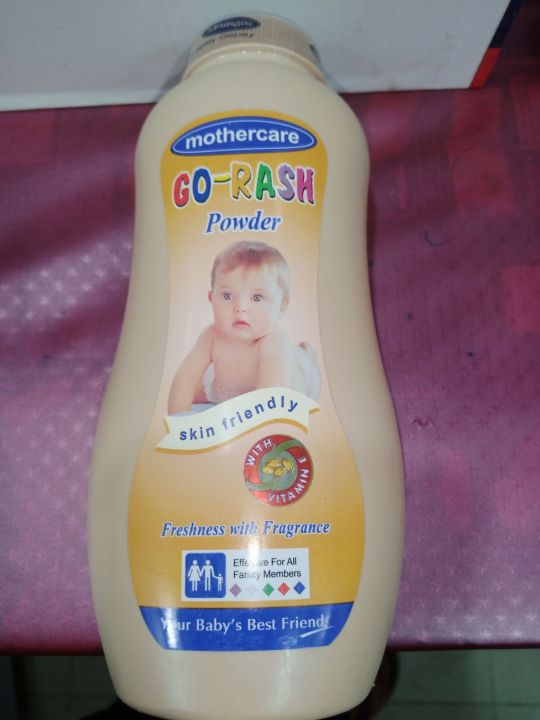 mothercare
GO-RASH
Powder
skin friendly
WITH
VITAMIN E
Freshness with Fragrance
Effective For All
Family Members
Your Baby's Best Friend